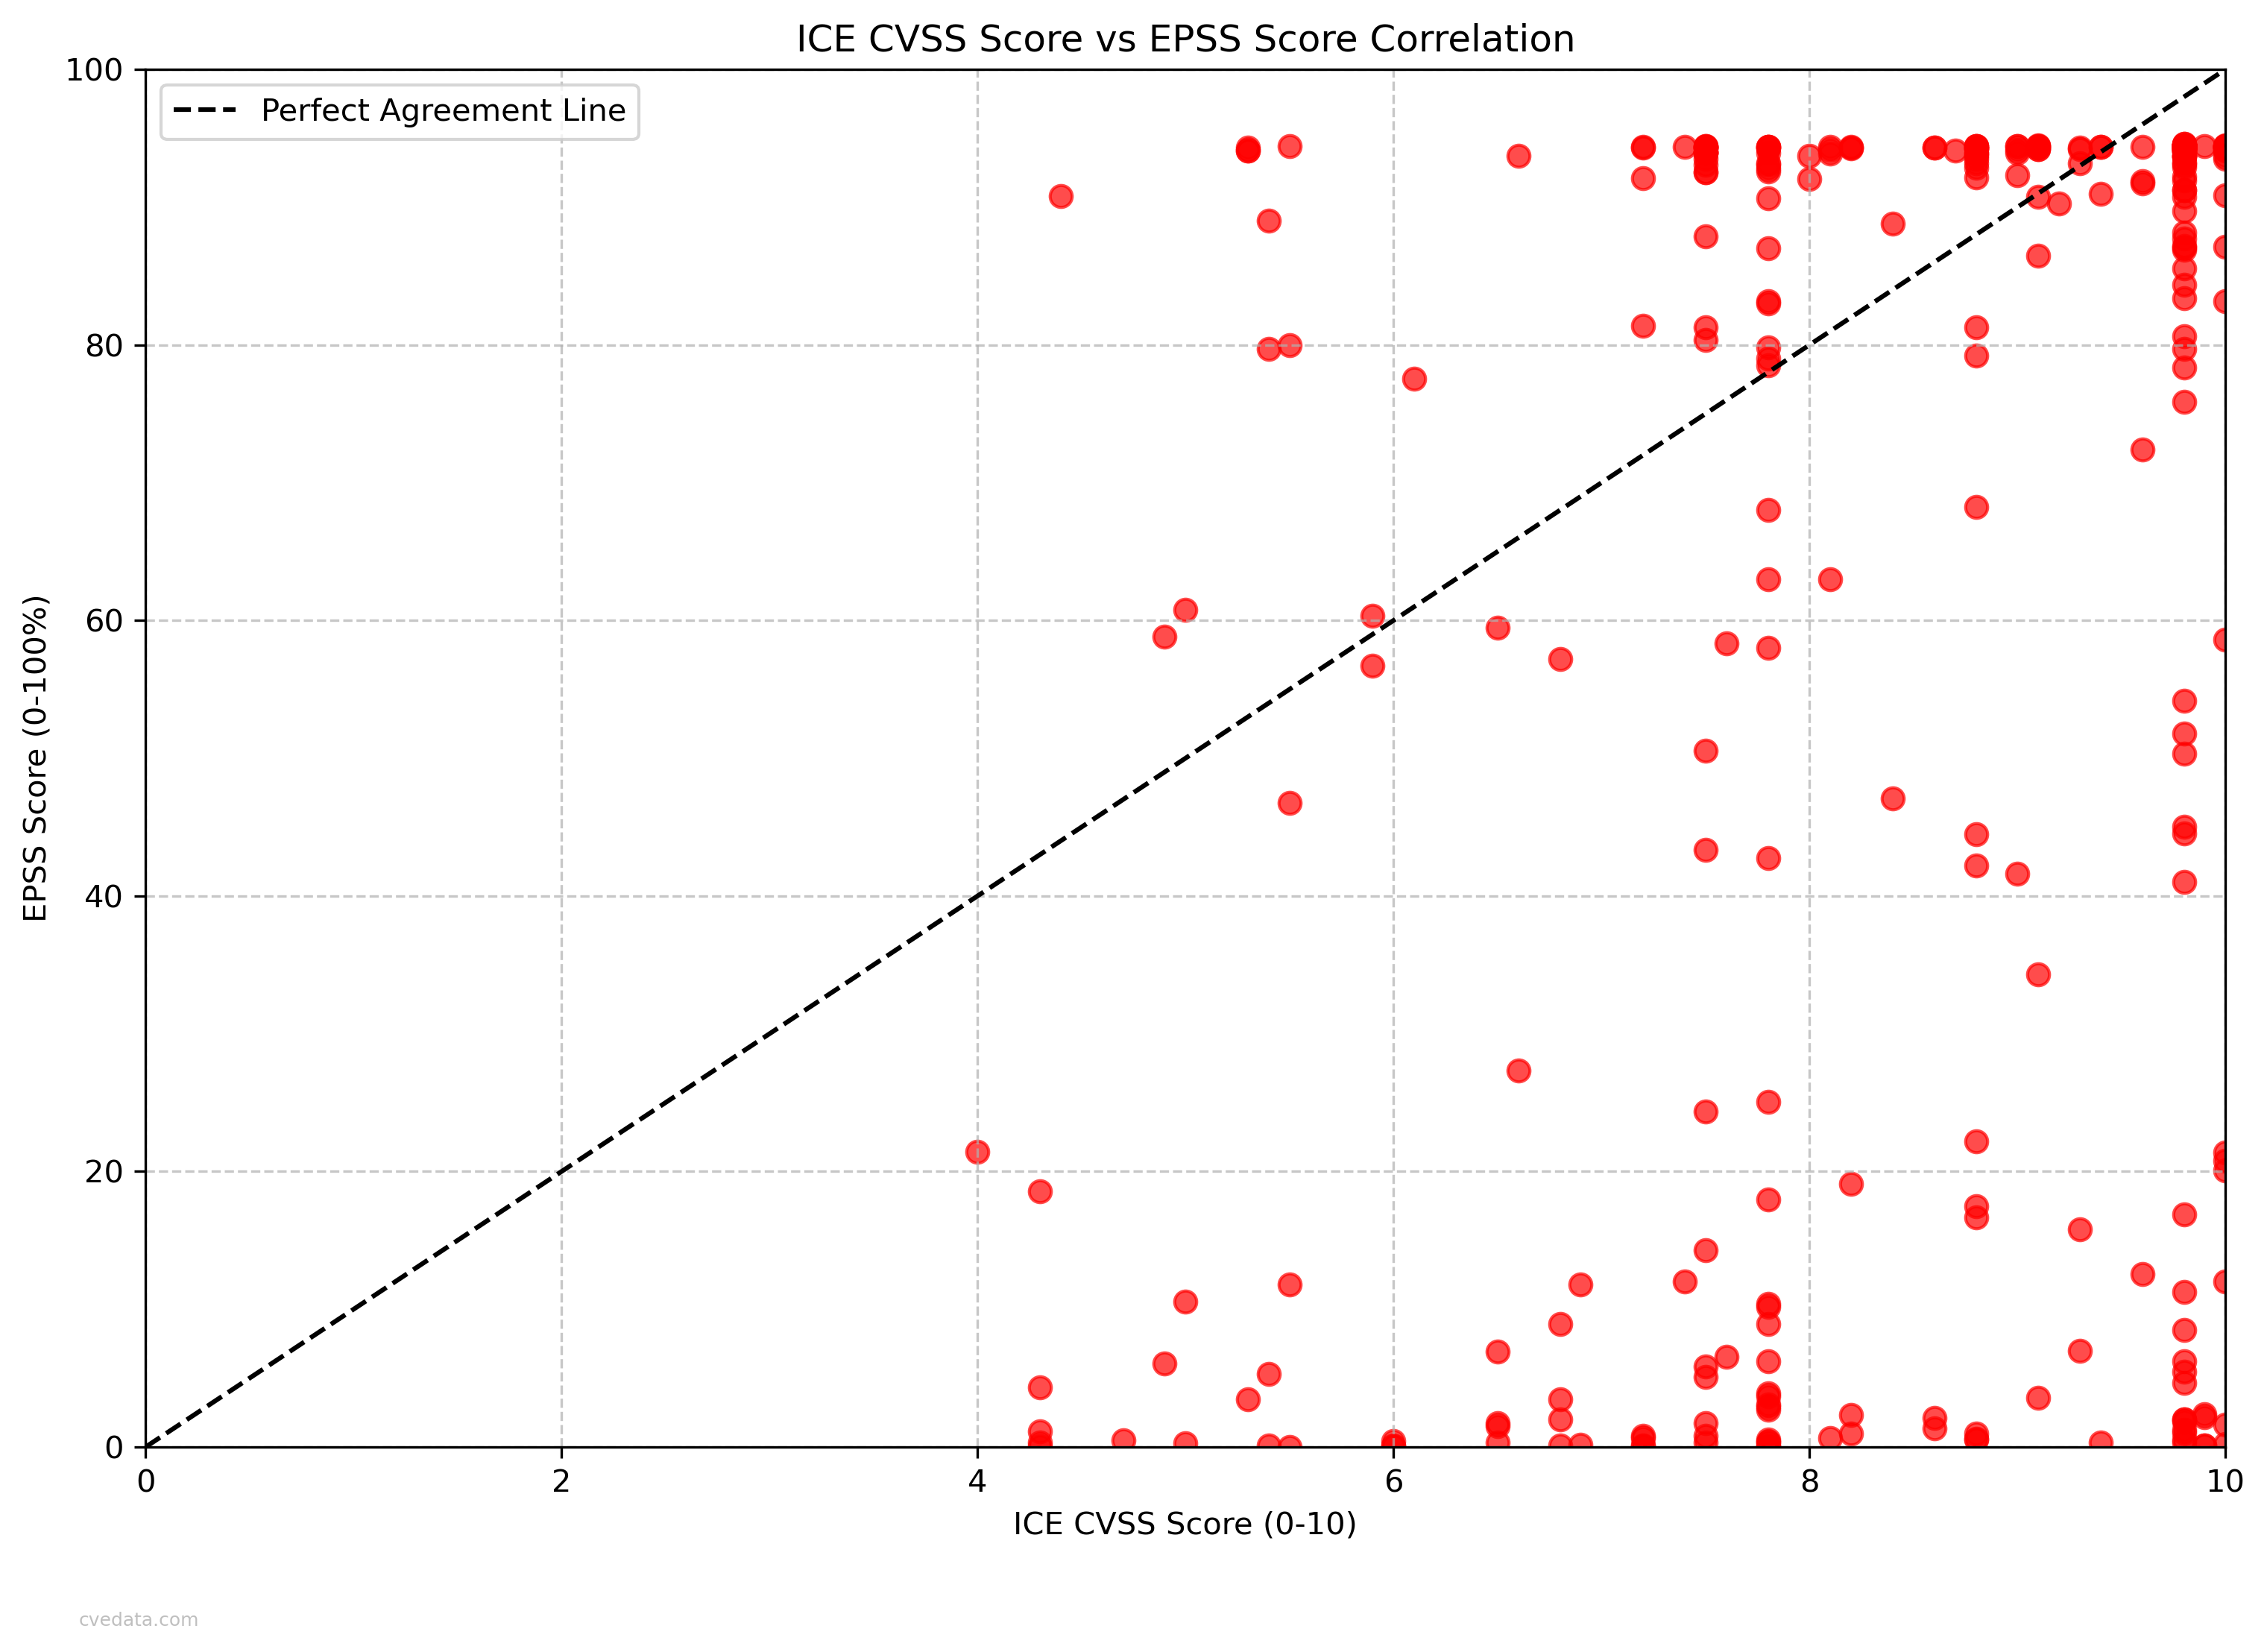 ICE CVSS Score vs EPSS Score Correlation
Perfect Agreement Line
EPSS Score (0-100%)
100
80
60
40
20
0
0 2 4 6 8 10
ICE CVSS Score (0-10)
cvedata.com